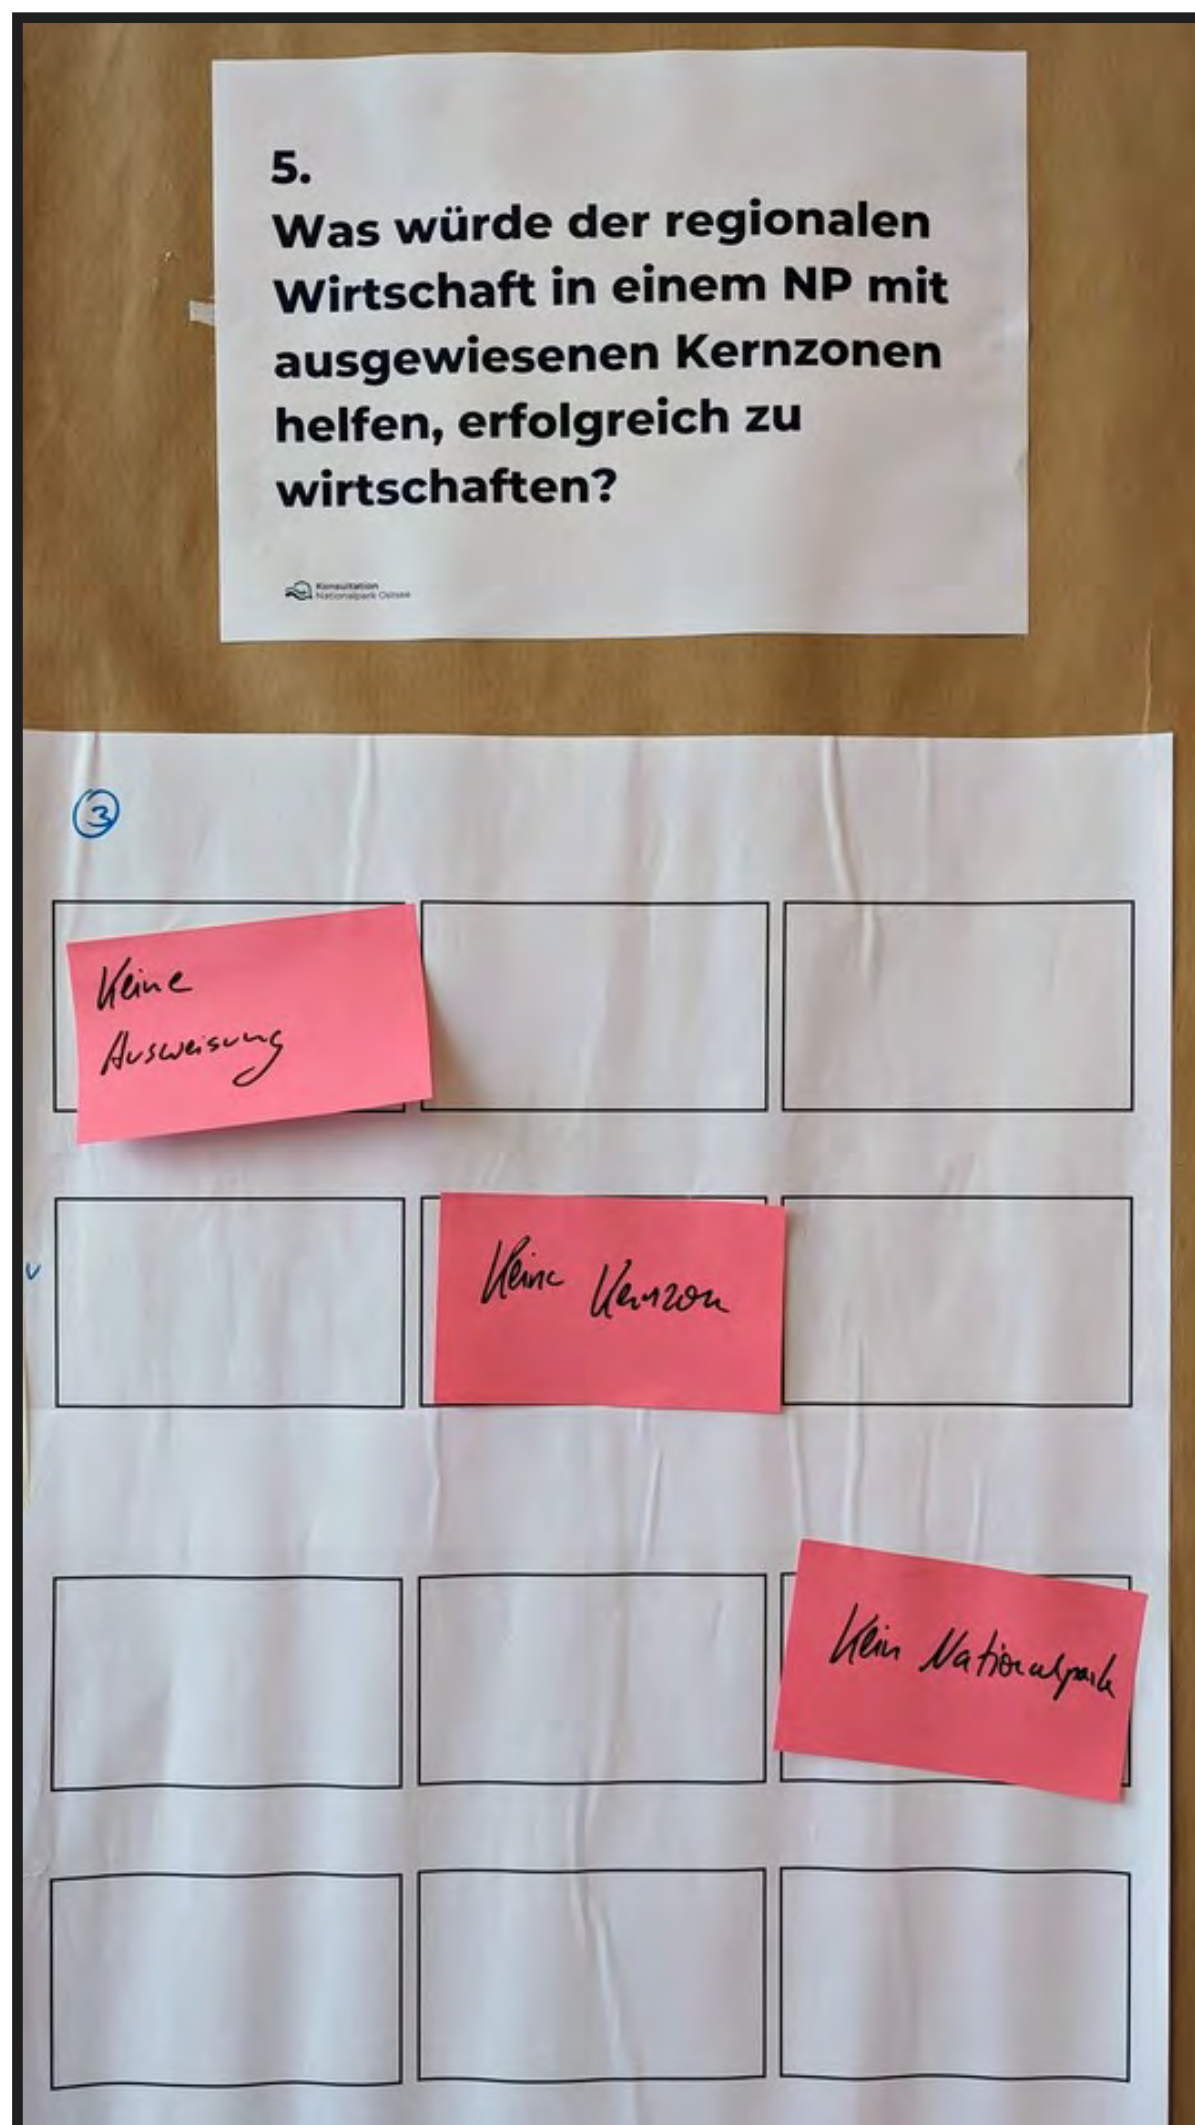 5.
Was würde der regionalen
Wirtschaft in einem NP mit
ausgewiesenen Kernzonen
helfen, erfolgreich zu
wirtschaften?
Konsultation
Nationalpark Ostsee
3
Keine
Ausweisung
Keine Kernzon
Kein Nationalpark